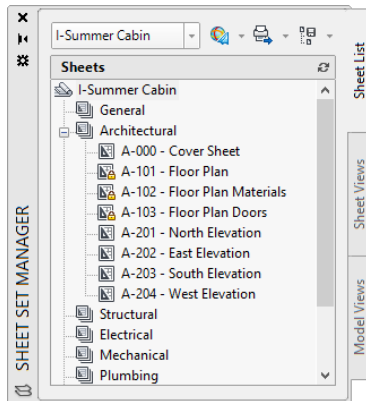 I-Summer Cabin
Sheets
I-Summer Cabin
General
Architectural
A-000 - Cover Sheet
A-101 - Floor Plan
A-102 - Floor Plan Materials
A-103 - Floor Plan Doors
A-201 - North Elevation
A-202 - East Elevation
A-203 - South Elevation
A-204 - West Elevation
Structural
Electrical
Mechanical
Plumbing
SHEET SET MANAGER
Sheet List
Sheet Views
Model Views